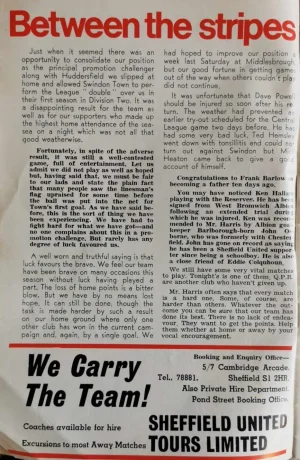 Between the stripes
Just when it seemed there was an
opportunity to consolidate our position
as the principal promotion challenger
along with Huddersfield we slipped at
home and allowed Swindon Town to per-
form the League "double" over us in
their first season in Division Two. It was
a disappointing result for the team as
well as for our supporters who made up
the highest home attendance of the sea-
son on a night which was not all that
good weatherwise.
Fortunately, in spite of the adverse
result, it was still a well-contested
game, full of entertainment. Let us
admit we did not play as well as hoped
but, having said that, we must be fair
to our lads and state the plain fact
that many people saw the linesman's
flag upraised for some time before
the ball was put into the net for
Town's first goal. As we have said be-
fore, this is the sort of thing we have
been experiencing. We have had to
fight hard for what we have got—and
no one complains about this in a pro-
motion challenge. But rarely has any
degree of luck favoured us.
A well worn and truthful saying is that
luck favours the brave. We feel our team
have been brave on many occasions this
season without luck having played a
part. The loss of home points is a bitter
blow. But we have by no means lost
hope. It can still be done though the
task is made harder by such a result
on our home ground where only one
other club has won in the current cam-
paign and, again, by a single goal. We
had hoped to improve our position a
week last Saturday at Middlesbrough
but our good fortune in getting game
out of the way when others couldn't pla
did not continue.
It was unfortunate that Dave Powel
should be injured so soon after his re
turn. The weather had prevented an
earlier try-out scheduled for the Centra
League game two days before. He ha
had some very ill luck. Ted Hemsle
went down with tonsillitis and could no
turn out against Swindon but Mi
Heaton came back to give a goo
account of himself.
Congratulations to Frank Barlow o
becoming a father ten days ago.
You may have noticed Ken Hallan
playing with the Reserve. He has bee
signed from West Bromwich Albion
following an extended trial durin
which he was injured. Ken was recom
mended to Mr. Harris by Albion goal
keeper Harlborough-born John Os
borne, who was formerly with Chester
field. John has gone on record as saying
he has been a Sheffield United suppor
ter since being a schoolboy. He is also
a close friend of Eddie Colquhoun.
We still have some very vital matches
to play. Tonight's is one of them. Q.P.R.
are another club who haven't given up.
Mr. Harris often says that every match
is a hard one. Some, of course, are
harder than others. Whatever the out-
come you can be sure that our team has
done its best. There is no lack of endea-
vour. They want to get the points. Help
them whether at home or away by your
vocal encouragement.
We Carry
The Team!
Coaches available for hire
Excursions to most Away Matches
Booking and Enquiry Office—
5/7 Cambridge Arcade,
Tel., 78881. Sheffield S1 2HB.
Also Private Hire Department
Pond Street Booking Office.
SHEFFIELD UNITED
TOURS LIMITED